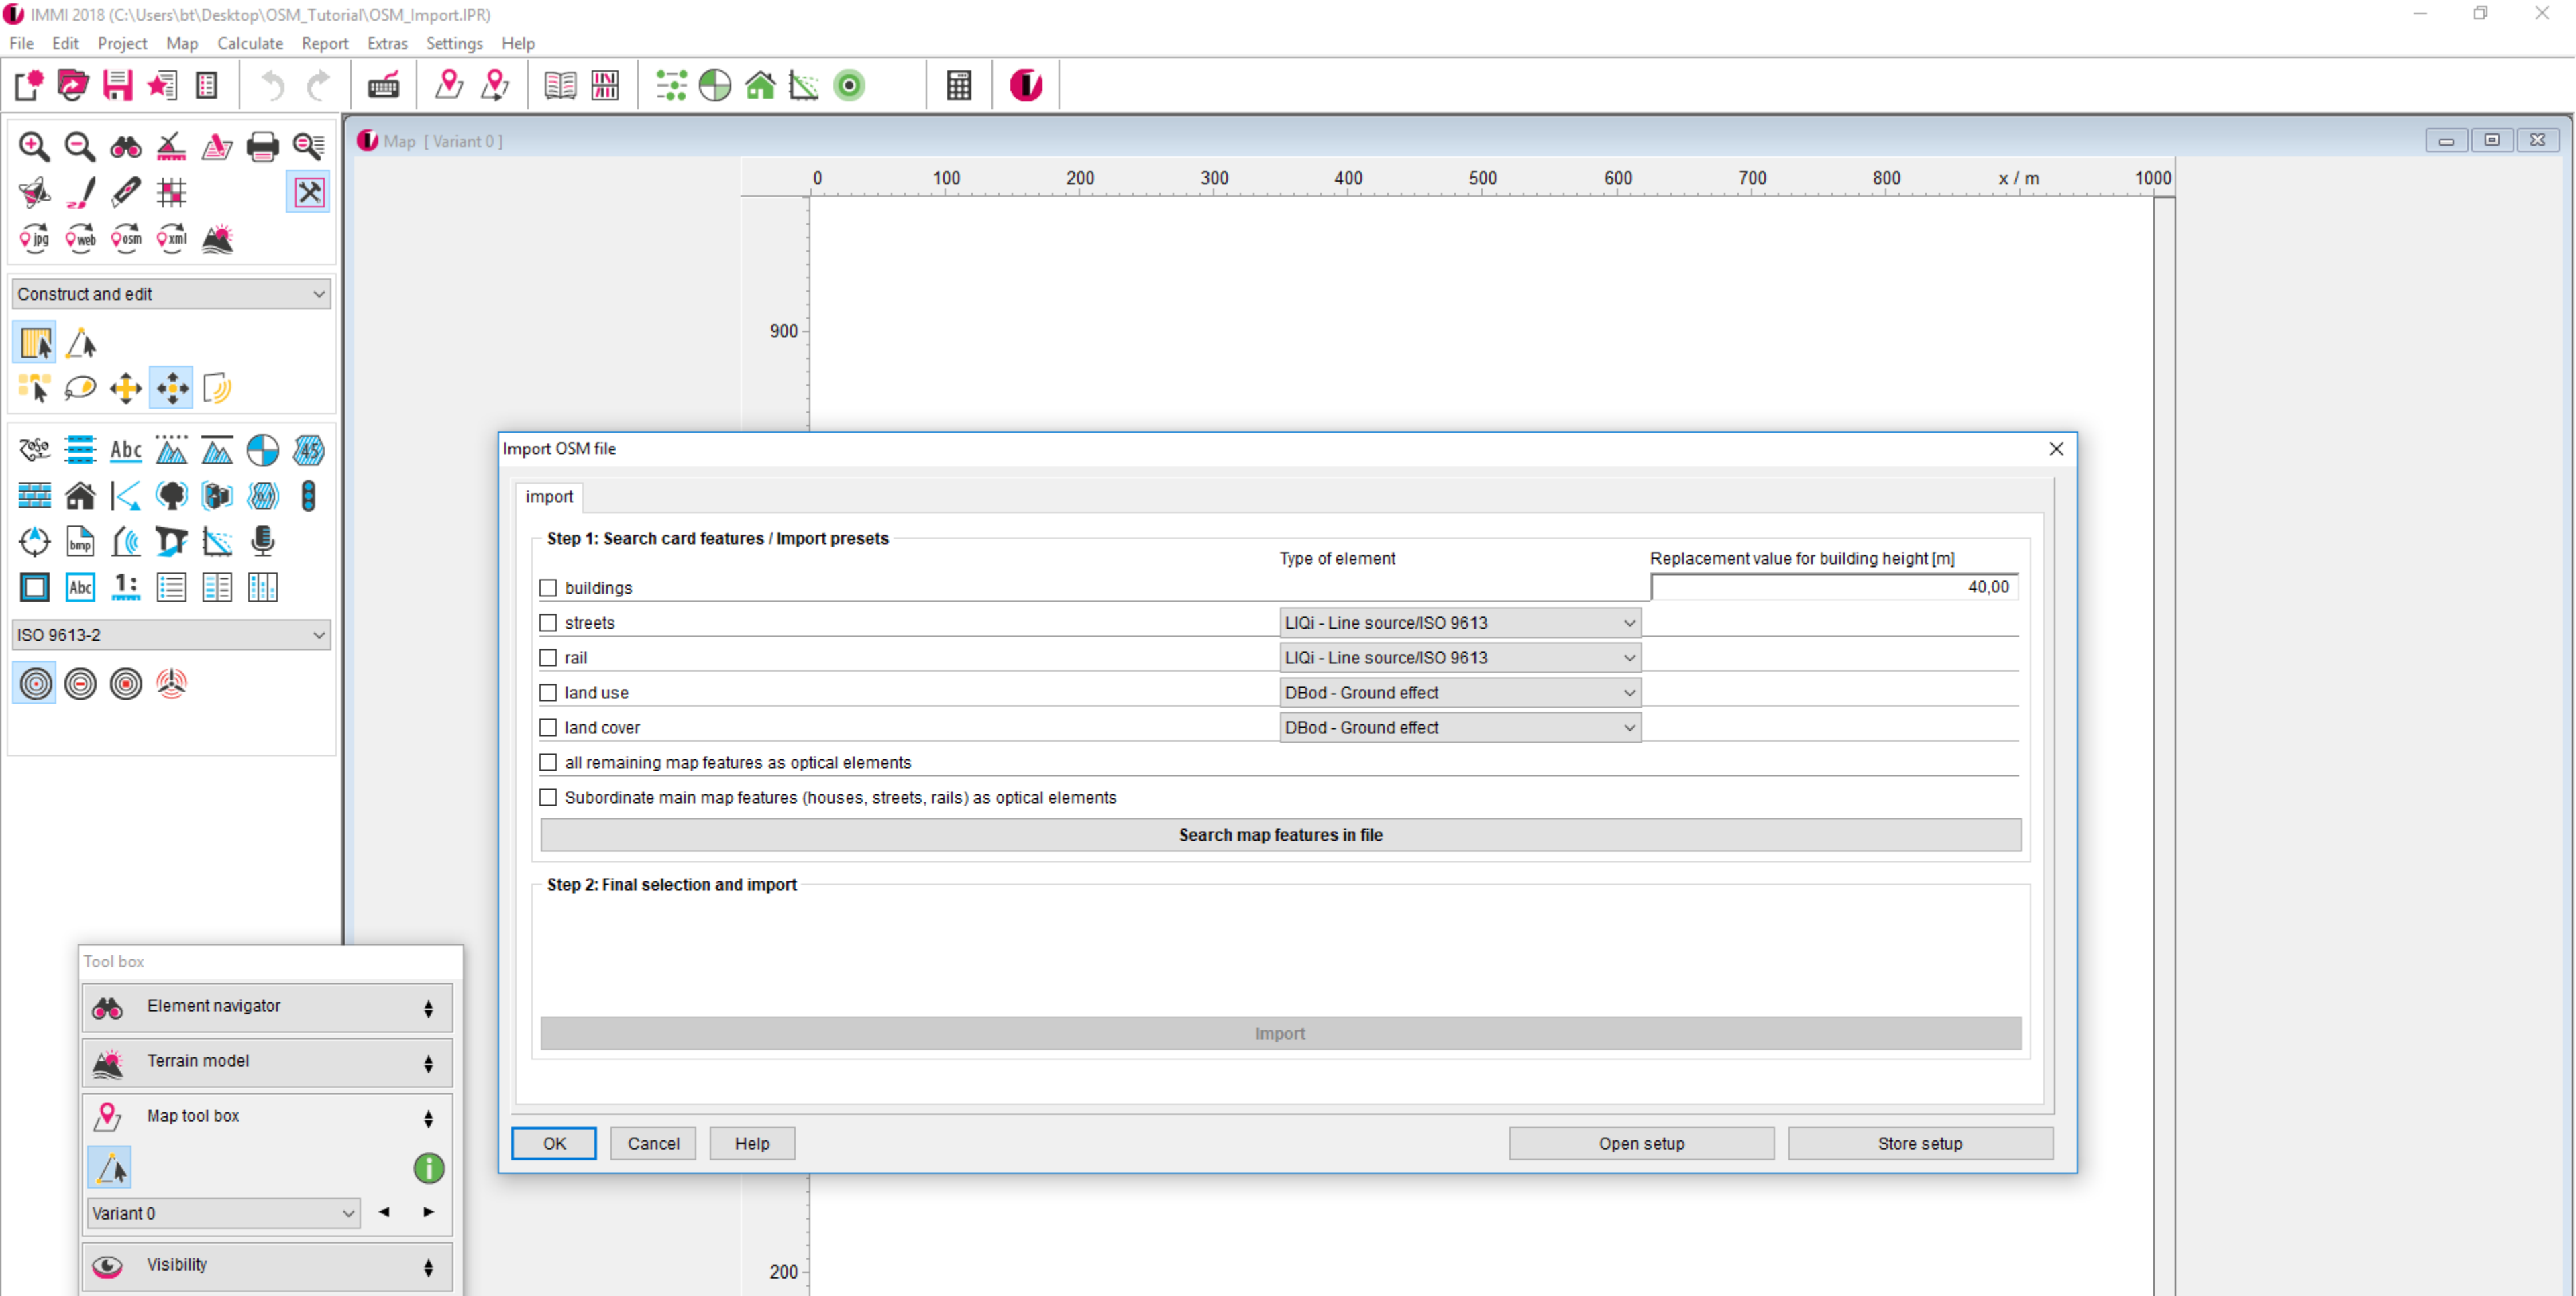 IMMI 2018 (C:\Users\bt\Desktop\OSM_Tutorial\OSM_Import.IPR)
File Edit Project Map Calculate Report Extras Settings Help
Map [ Variant 0 ]
0 100 200 300 400 500 600 700 800 x / m 1000
jpg web osm xml
Construct and edit
900
Abc 45
bmp
Abc 1:
ISO 9613-2
Import OSM file
import
Step 1: Search card features / Import presets
Type of element Replacement value for building height [m]
buildings 40,00
streets LIQi - Line source/ISO 9613
rail LIQi - Line source/ISO 9613
land use DBod - Ground effect
land cover DBod - Ground effect
all remaining map features as optical elements
Subordinate main map features (houses, streets, rails) as optical elements
Search map features in file
Step 2: Final selection and import
Import
OK Cancel Help Open setup Store setup
Tool box
Element navigator
Terrain model
Map tool box
Variant 0
Visibility
200